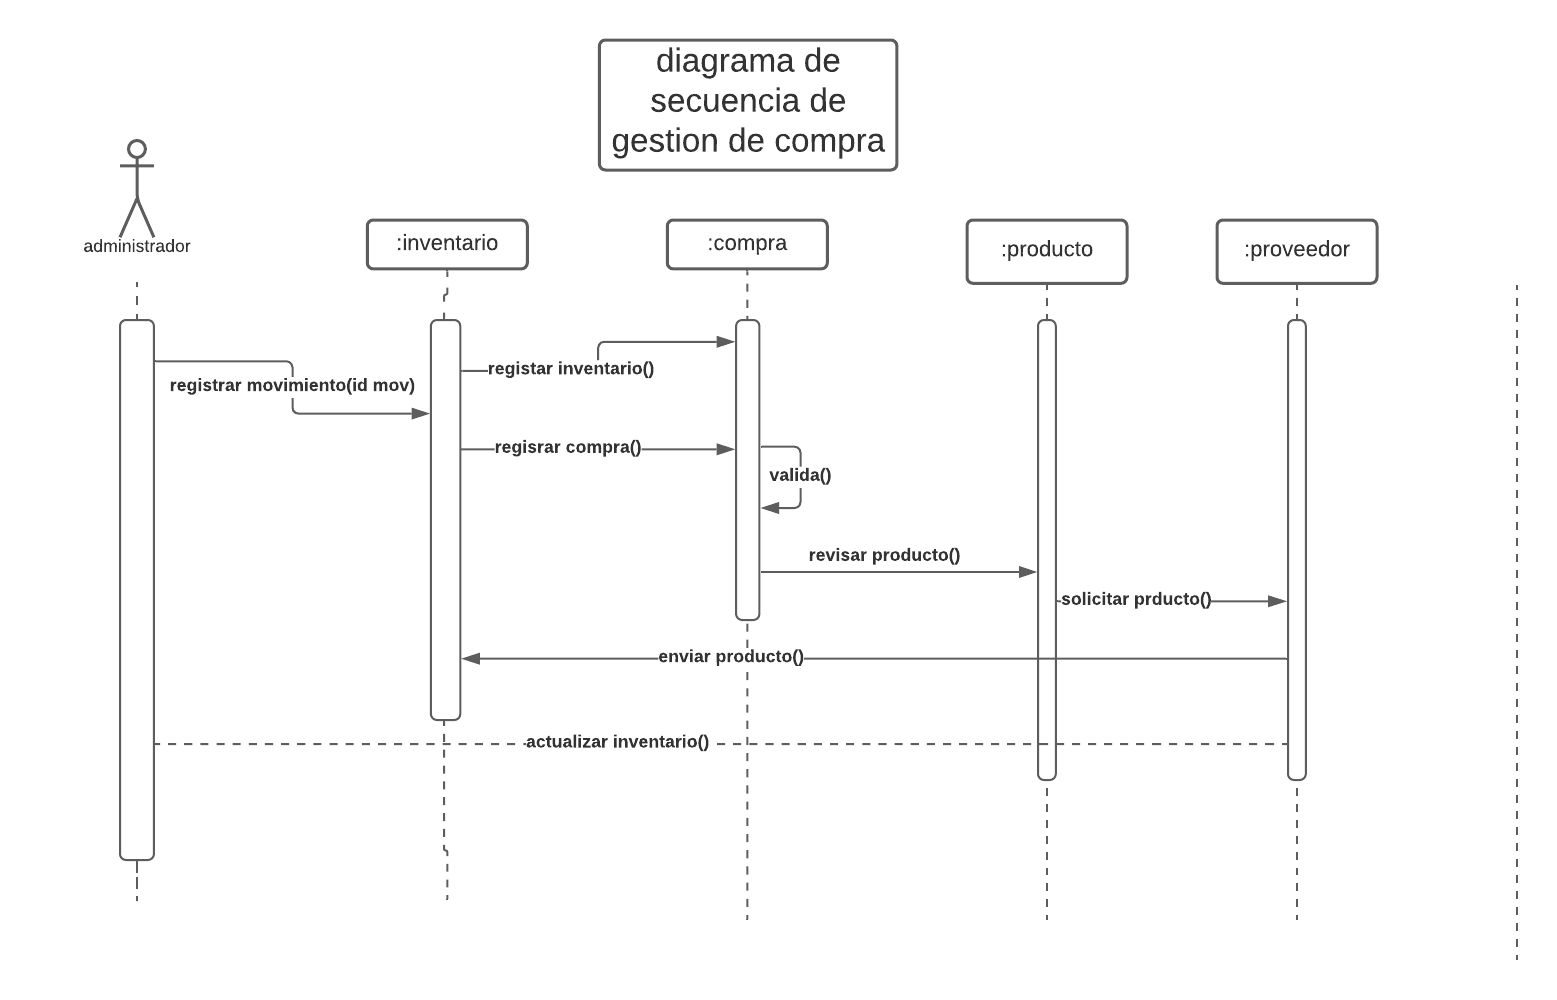 diagrama de
secuencia de
gestion de compra
administrador
:inventario
:compra
:producto
:proveedor
registar inventario()
registrar movimiento(id mov)
regisrar compra()
valida()
revisar producto()
solicitar prducto()
enviar producto()
actualizar inventario()